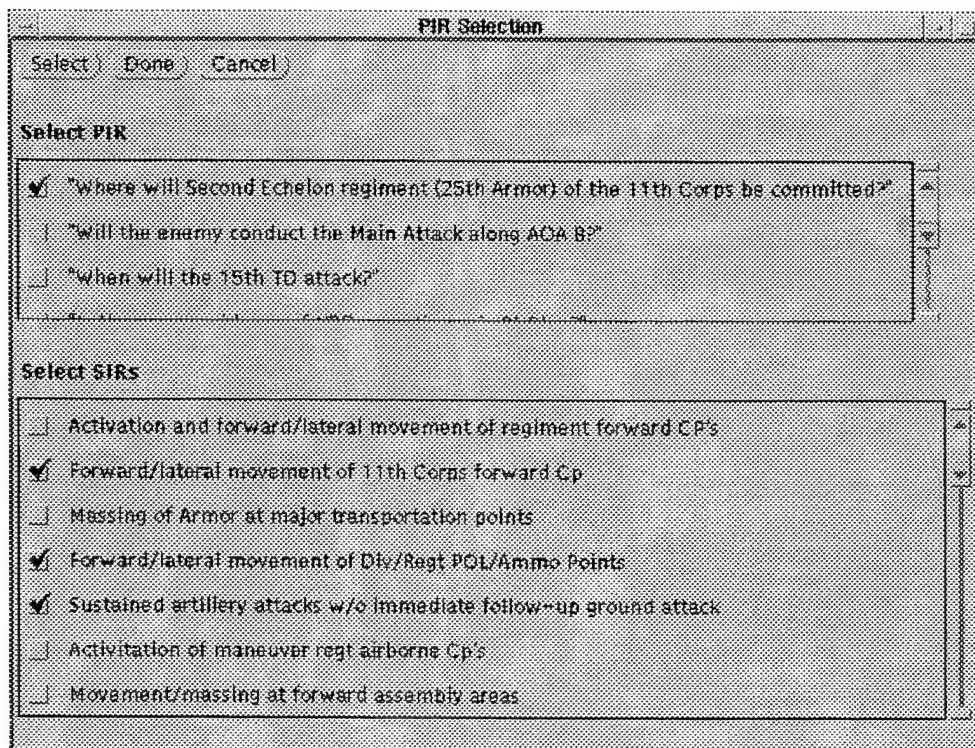 PIR Selection
Select Done Cancel
Select PIR
"Where will Second Echelon regiment (25th Armor) of the 11th Corps be committed?"
"Will the enemy conduct the Main Attack along AOA B?"
"When will the 15th TD attack?"
Select SIRs
Activation and forward/lateral movement of regiment forward CP's
Forward/lateral movement of 11th Corps forward Cp
Massing of Armor at major transportation points
Forward/lateral movement of Div/Regt POL/Ammo Points
Sustained artillery attacks w/o immediate follow-up ground attack
Activitation of maneuver regt airborne Cp's
Movement/massing at forward assembly areas